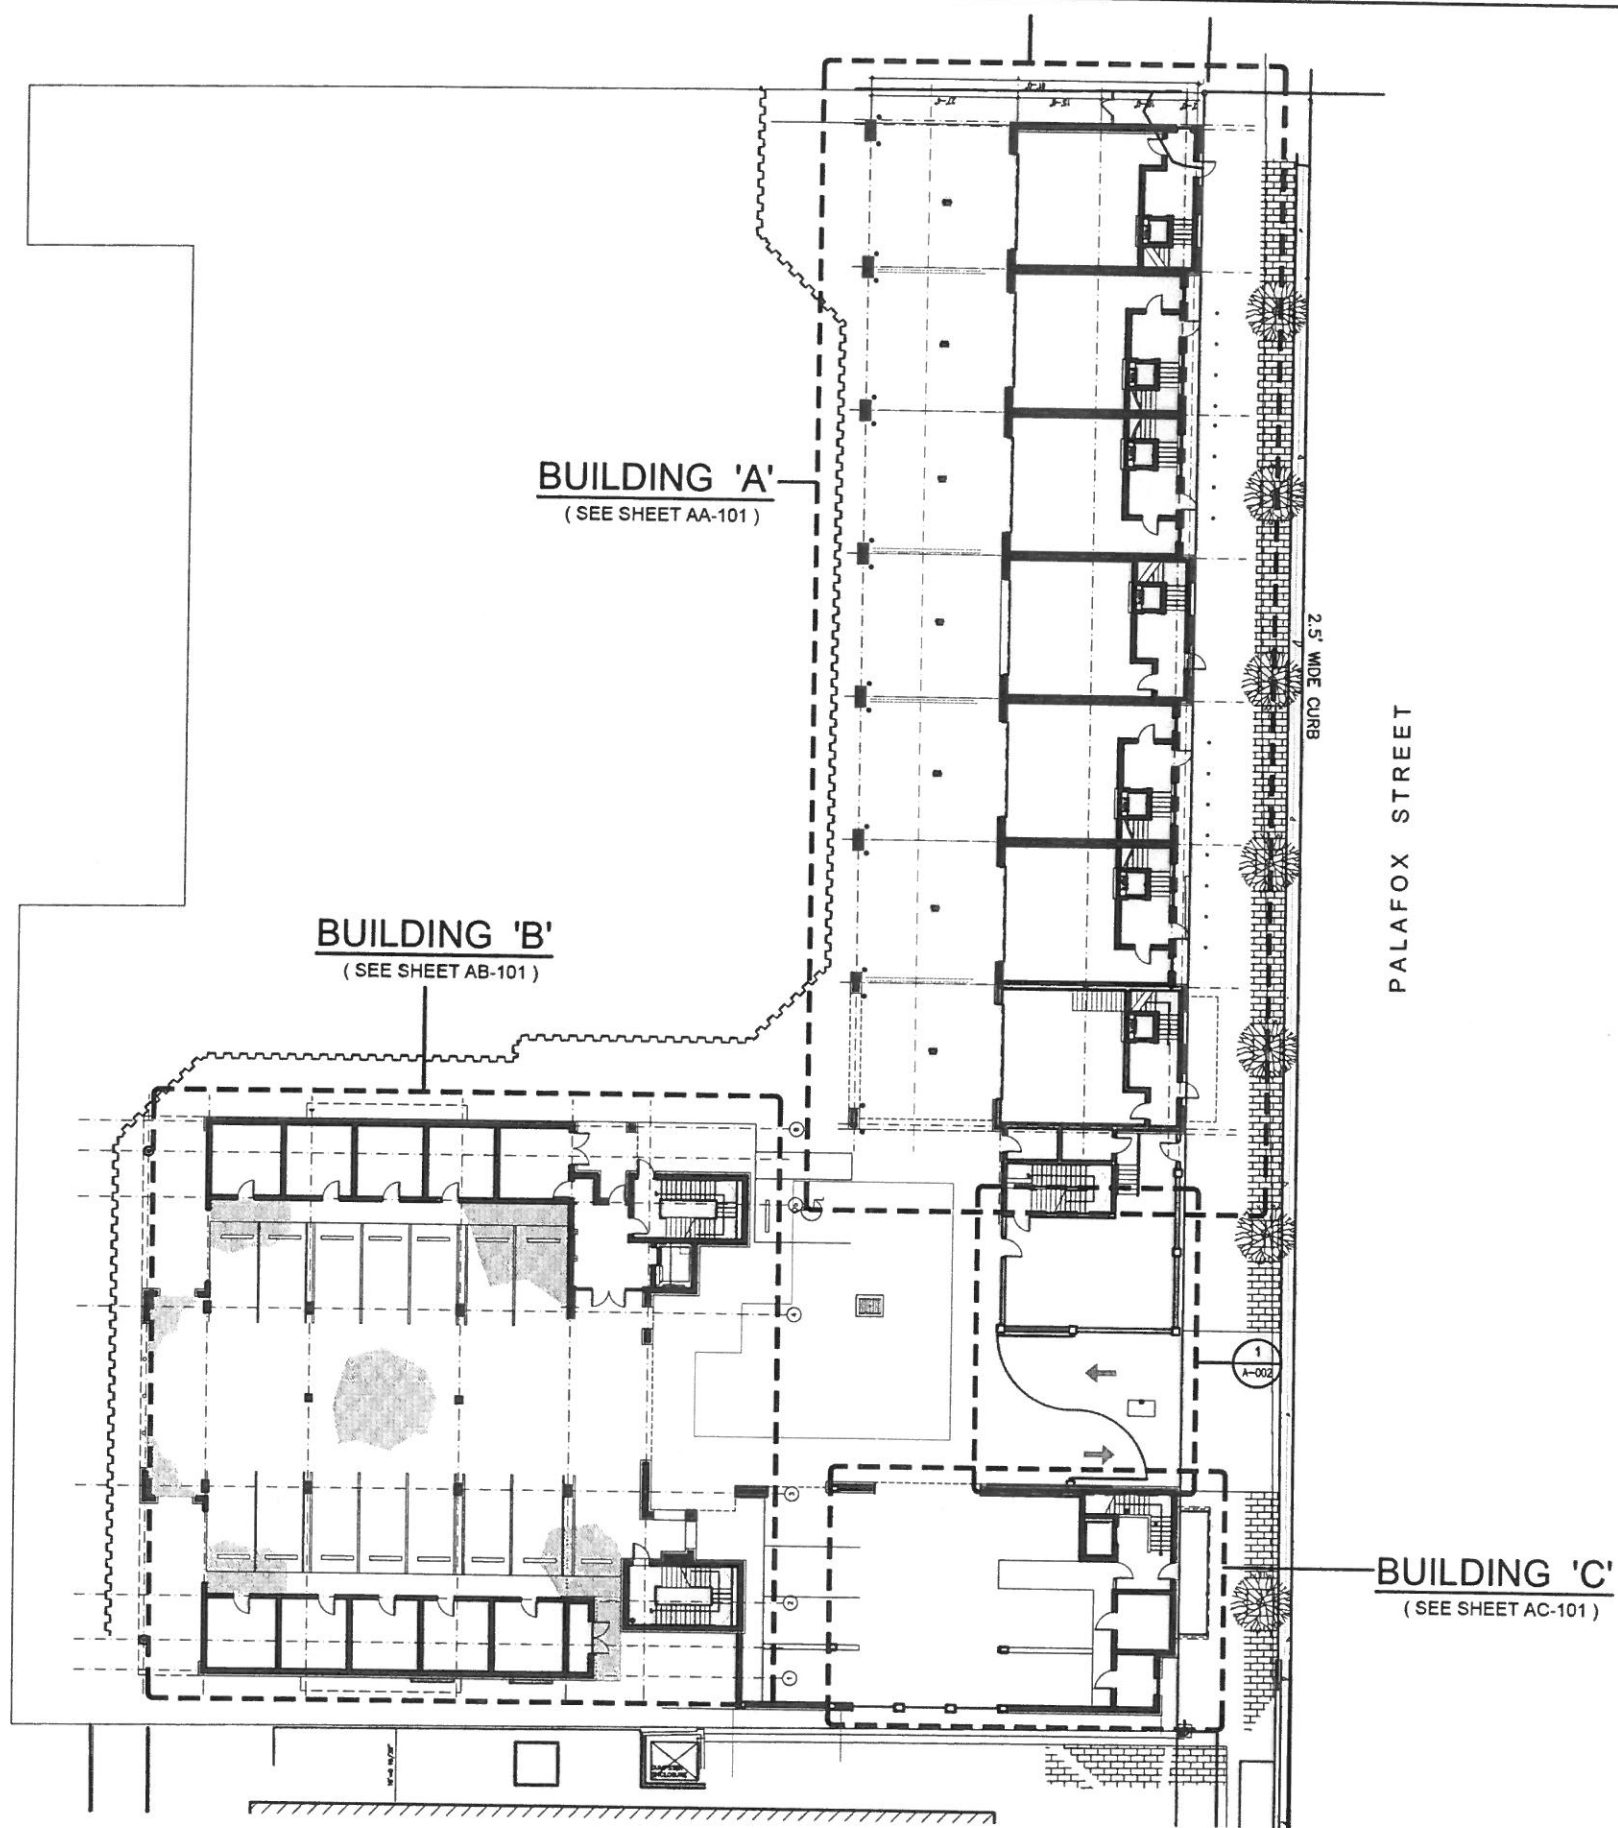 BUILDING 'A'
( SEE SHEET AA-101 )
2.5' WIDE CURB
PALAFOX STREET
BUILDING 'B'
( SEE SHEET AB-101 )
1
A-002
BUILDING 'C'
( SEE SHEET AC-101 )